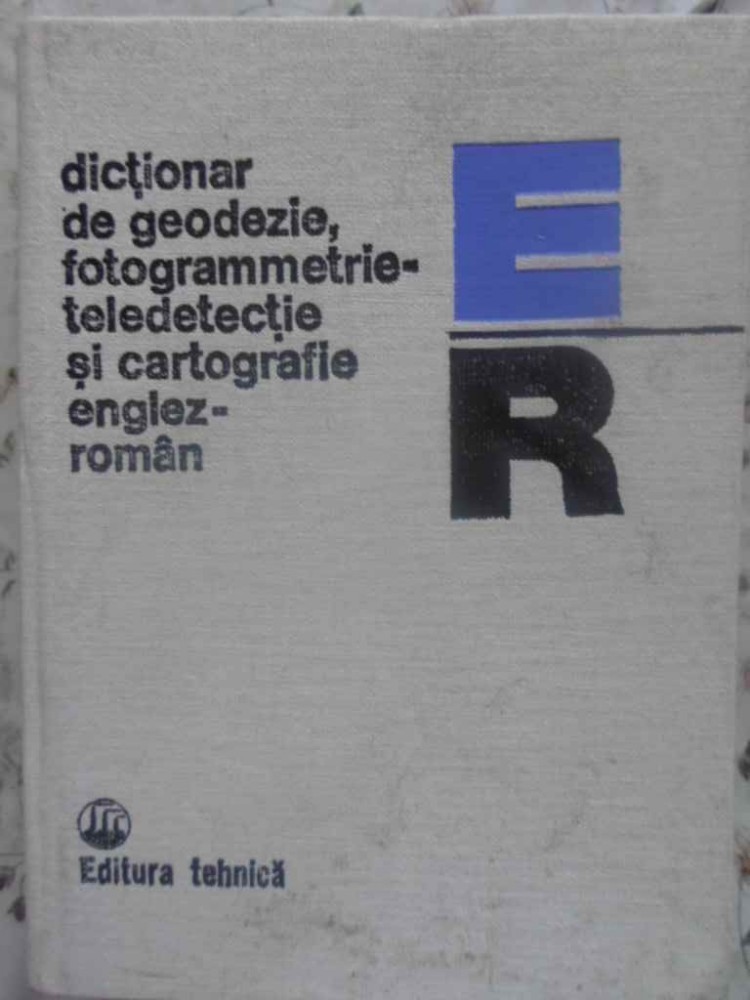 dicționar
de geodezie,
fotogrammetrie-
teledetecție
și cartografie
englez-
român
E
R
Editura tehnică